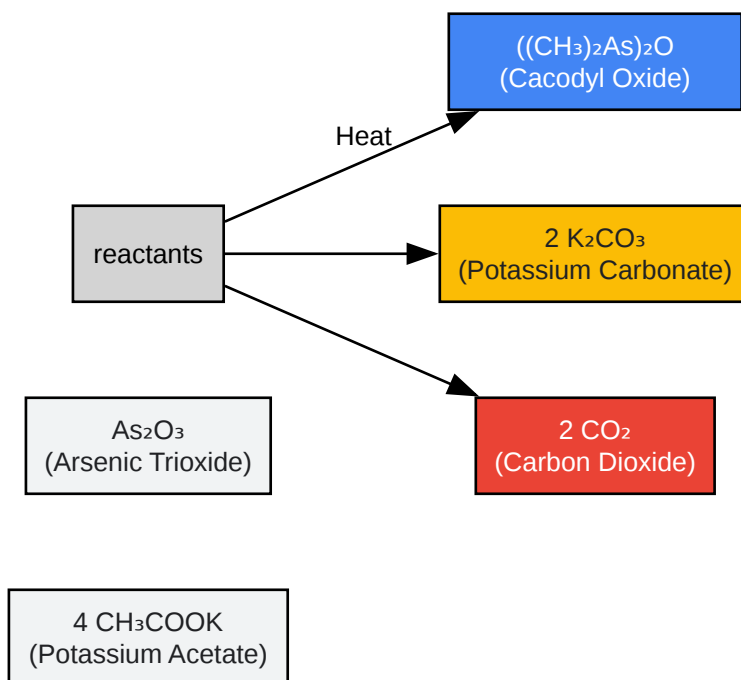 ((CH₃)₂As)₂O
(Cacodyl Oxide)
Heat
reactants
2 K₂CO₃
(Potassium Carbonate)
As₂O₃
(Arsenic Trioxide)
2 CO₂
(Carbon Dioxide)
4 CH₃COOK
(Potassium Acetate)